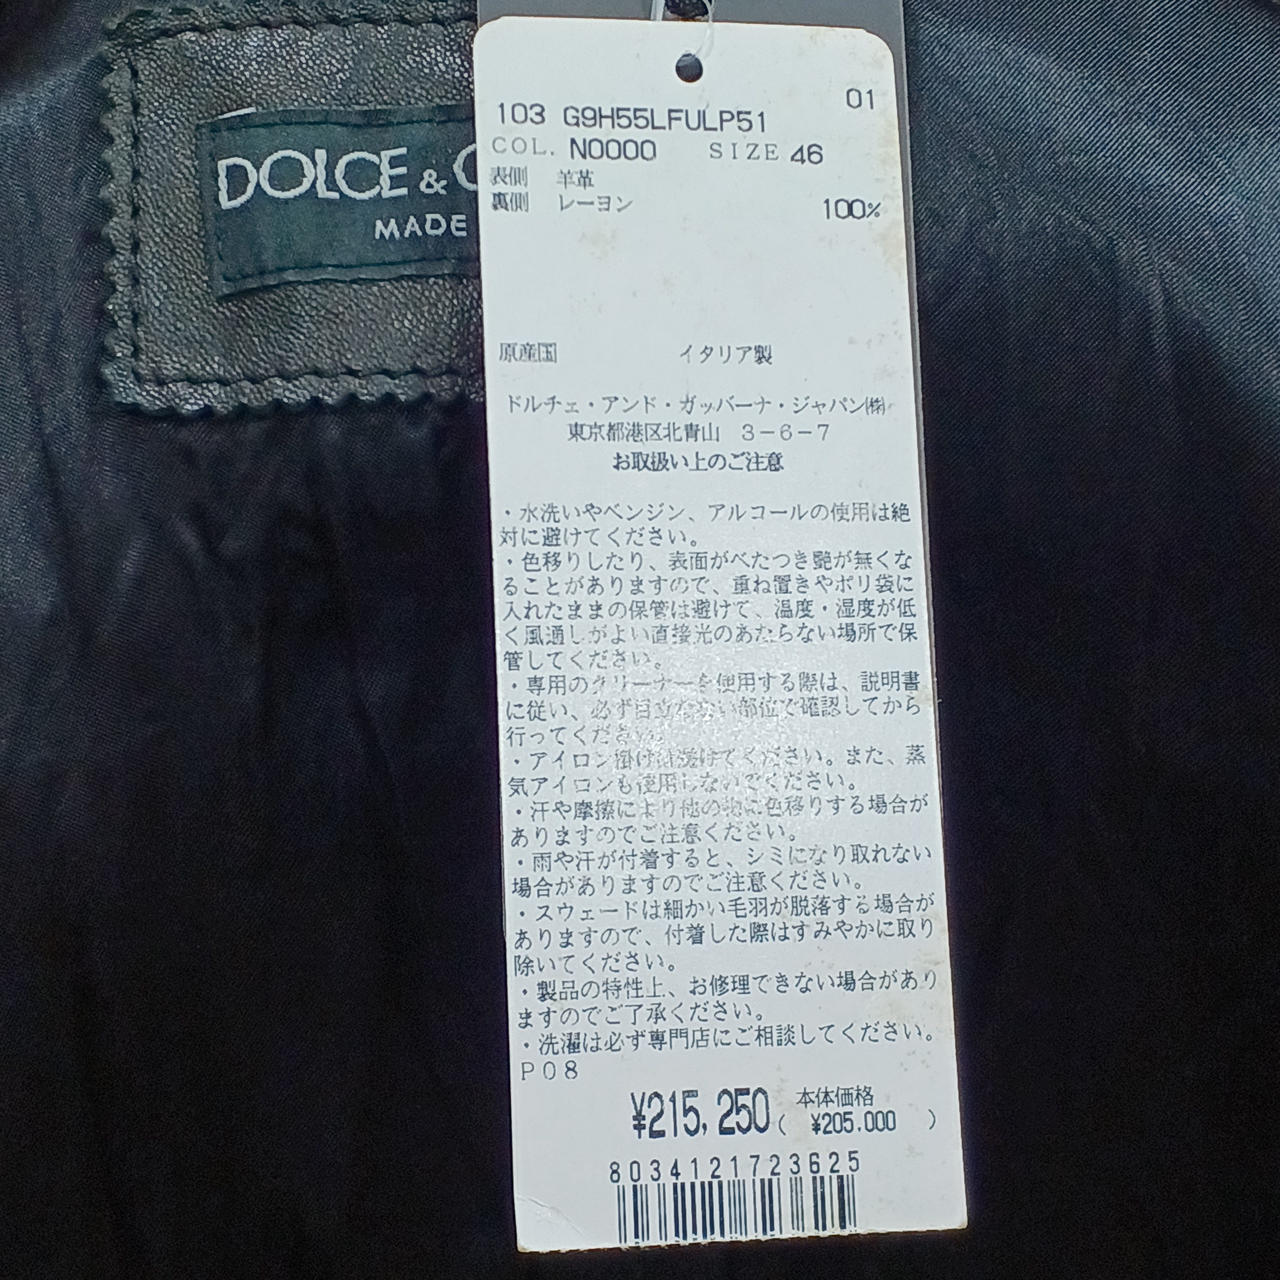 DOLCE &
MADE
01
103 G9H55LFULP51
COL. N0000 SIZE 46
表側 羊革
裏側 レーヨン 100%
原産国 イタリア製
ドルチェ・アンド・ガッバーナ・ジャパン㈱
東京都港区北青山 3-6-7
お取扱い上のご注意
・水洗いやベンジン、アルコールの使用は絶
対に避けてください。
・色移りしたり、表面がべたつき艶が無くな
ることがありますので、重ね置きやポリ袋に
入れたままの保管は避けて、温度・湿度が低
く風通しがよい直接光のあたらない場所で保
管してください。
・専用のクリーナーを使用する際は、説明書
に従い、必ず目立たない部位で確認してから
行ってください。
・アイロン掛けは避けてください。また、蒸
気アイロンも使用しないでください。
・汗や摩擦により他の物に色移りする場合が
ありますのでご注意ください。
・雨や汗が付着すると、シミになり取れない
場合がありますのでご注意ください。
・スウェードは細かい毛羽が脱落する場合が
ありますので、付着した際はすみやかに取り
除いてください。
・製品の特性上、お修理できない場合があり
ますのでご了承ください。
・洗濯は必ず専門店にご相談してください。
P08
¥215,250( 本体価格 ¥205.000 )
8034121723625